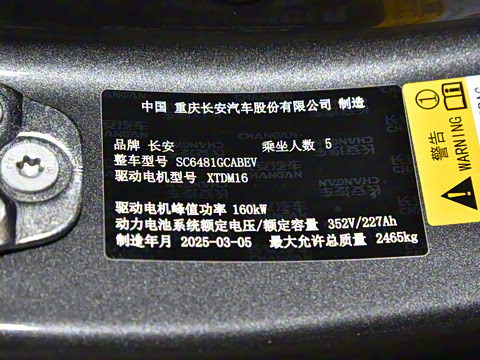 中国 重庆长安汽车股份有限公司 制造
品牌 长安 乘坐人数 5
整车型号 SC6481GCABEV
驱动电机型号 XTDM16
驱动电机峰值功率 160kW
动力电池系统额定电压/额定容量 352V/227Ah
制造年月 2025-03-05 最大允许总质量 2465kg
警告
WARNING